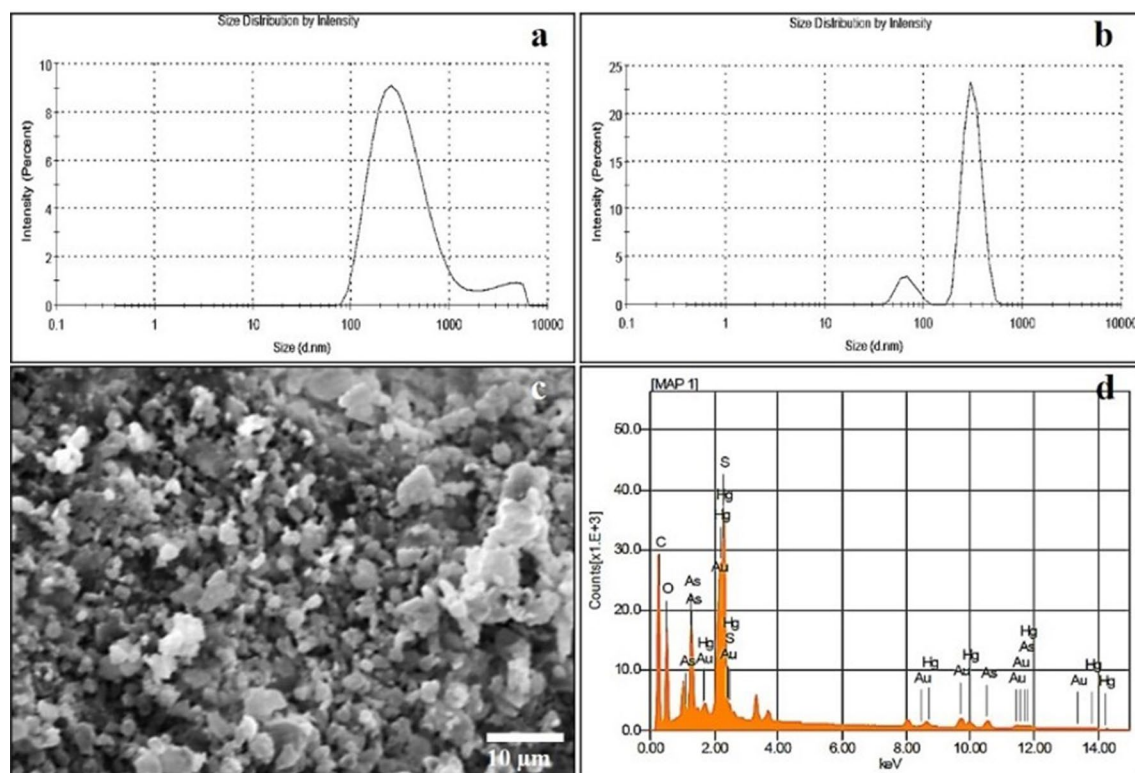 Size Distribution by Intensity
a
Intensity (Percent)
10
8
6
4
2
0
0.1 1 10 100 1000 10000
Size (d.nm)
Size Distribution by Intensity
b
Intensity (Percent)
25
20
15
10
5
0
0.1 1 10 100 1000 10000
Size (d.nm)
c
10 µm
[MAP 1]
d
Counts[x1.E+3]
50.0
40.0
30.0
20.0
10.0
0.0
S
Hg
Hg
C
Au
O
As
As
Hg
Hg
S
As
Au
Au
Hg
Hg
Hg
As
Au
Au
As
Au
Au
Au
Hg
Hg
0.00 2.00 4.00 6.00 8.00 10.00 12.00 14.00
keV